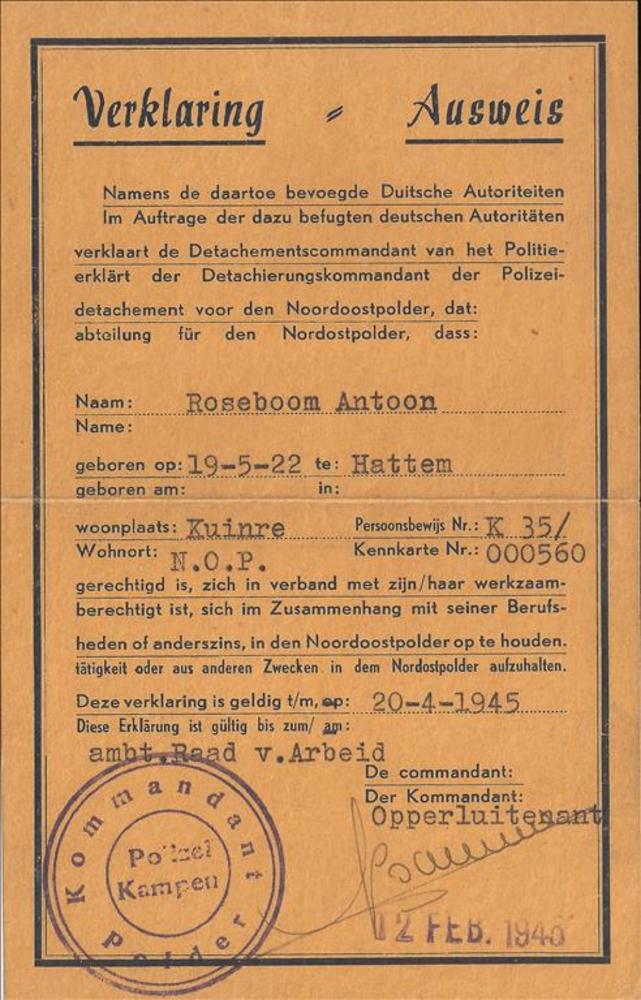 Verklaring = Ausweis
Namens de daartoe bevoegde Duitsche Autoriteiten
Im Auftrage der dazu befugten deutschen Autoritäten
verklaart de Detachementscommandant van het Politie-
erklärt der Detachierungskommandant der Polizei-
detachement voor den Noordoostpolder, dat:
abteilung für den Nordostpolder, dass:
Naam: Roseboom Antoon
Name:
geboren op: 19-5-22 te: Hattem
geboren am: in:
woonplaats: Kuinre Persoonsbewijs Nr.: K 35/
Wohnort: N.O.P. Kennkarte Nr.: 000560
gerechtigd is, zich in verband met zijn/haar werkzaam-
berechtigt ist, sich im Zusammenhang mit seiner Berufs-
heden of anderszins, in den Noordoostpolder op te houden.
tätigkeit oder aus anderen Zwecken in dem Nordostpolder aufzuhalten.
Deze verklaring is geldig t/m, op: 20-4-1945
Diese Erklärung ist gültig bis zum/ am:
ambt.Raad v.Arbeid
De commandant:
Der Kommandant:
Opperluitenant
Kommandant
Polizei
Kampen
Polder
12 FEB. 1945